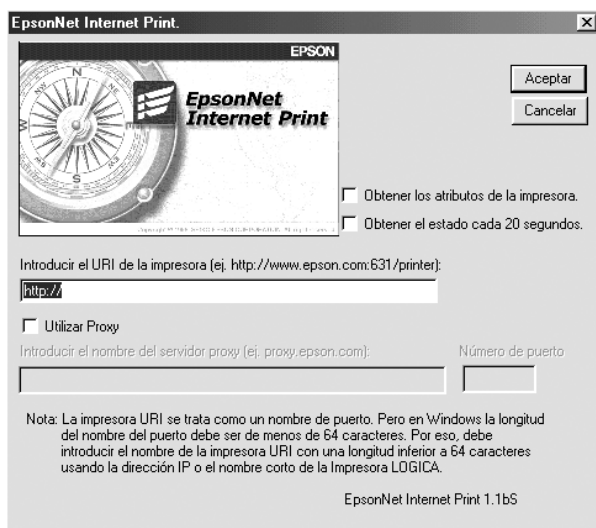 EpsonNet Internet Print.
EPSON
EpsonNet
Internet Print
N
NE
NW
W
S
Aceptar
Cancelar
Obtener los atributos de la impresora.
Obtener el estado cada 20 segundos.
Introducir el URI de la impresora (ej. http://www.epson.com:631/printer):
http://
Utilizar Proxy
Introducir el nombre del servidor proxy (ej. proxy.epson.com):
Número de puerto
Nota: La impresora URI se trata como un nombre de puerto. Pero en Windows la longitud
del nombre del puerto debe ser de menos de 64 caracteres. Por eso, debe
introducir el nombre de la impresora URI con una longitud inferior a 64 caracteres
usando la dirección IP o el nombre corto de la Impresora LOGICA.
EpsonNet Internet Print 1.1bS